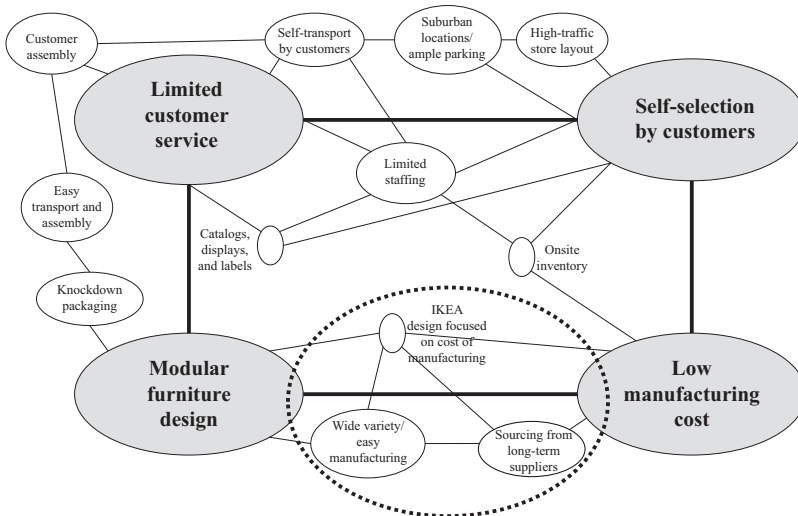 Customer
assembly
Self-transport
by customers
Suburban
locations/
ample parking
High-traffic
store layout
Limited
customer
service
Self-selection
by customers
Limited
staffing
Easy
transport and
assembly
Catalogs,
displays,
and labels
Onsite
inventory
Knockdown
packaging
IKEA
design focused
on cost of
manufacturing
Modular
furniture
design
Low
manufacturing
cost
Wide variety/
easy
manufacturing
Sourcing from
long-term
suppliers